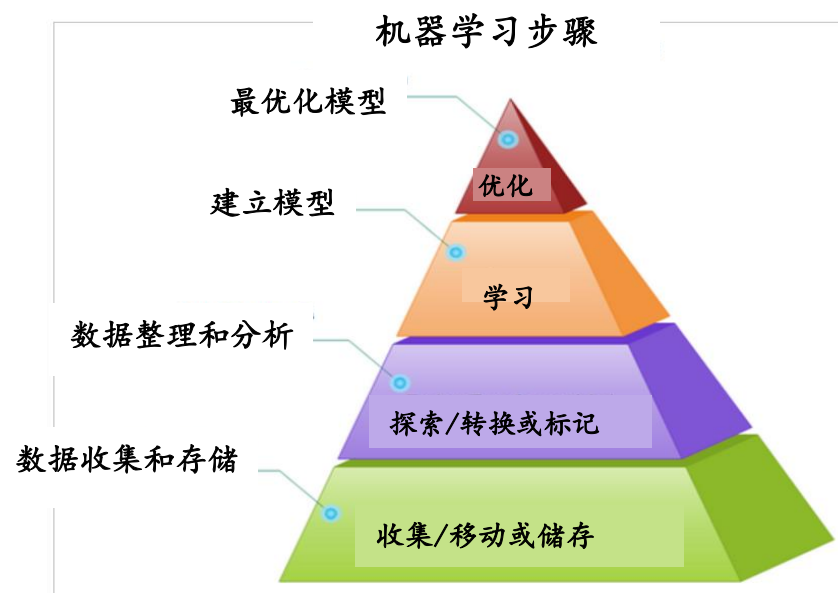 机器学习步骤
最优化模型
优化
建立模型
学习
数据整理和分析
探索/转换或标记
数据收集和存储
收集/移动或储存